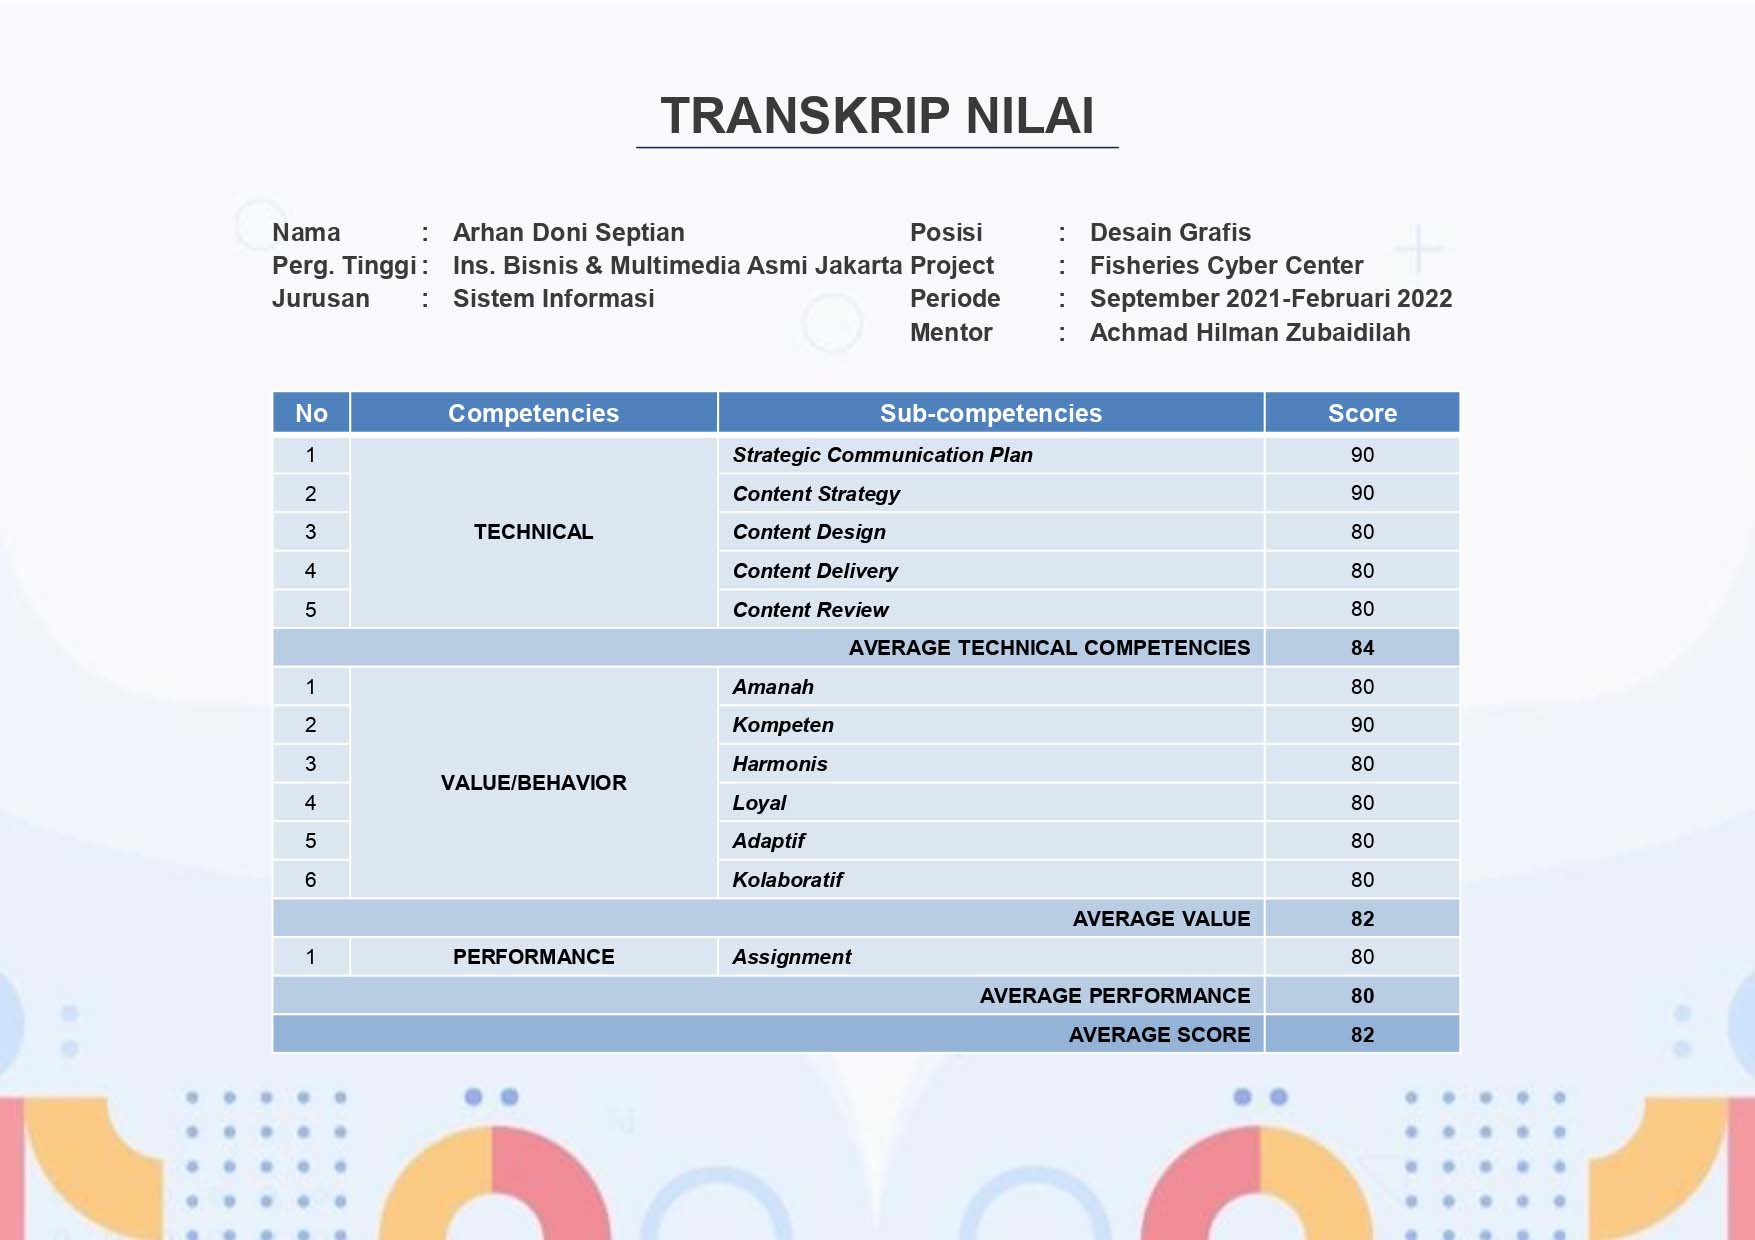 TRANSKRIP NILAI
Nama : Arhan Doni Septian
Perg. Tinggi : Ins. Bisnis & Multimedia Asmi Jakarta
Jurusan : Sistem Informasi
Posisi : Desain Grafis
Project : Fisheries Cyber Center
Periode : September 2021-Februari 2022
Mentor : Achmad Hilman Zubaidilah
No Competencies Sub-competencies Score
1 Strategic Communication Plan 90
2 Content Strategy 90
3 TECHNICAL Content Design 80
4 Content Delivery 80
5 Content Review 80
AVERAGE TECHNICAL COMPETENCIES 84
1 Amanah 80
2 Kompeten 90
3 Harmonis 80
VALUE/BEHAVIOR
4 Loyal 80
5 Adaptif 80
6 Kolaboratif 80
AVERAGE VALUE 82
1 PERFORMANCE Assignment 80
AVERAGE PERFORMANCE 80
AVERAGE SCORE 82